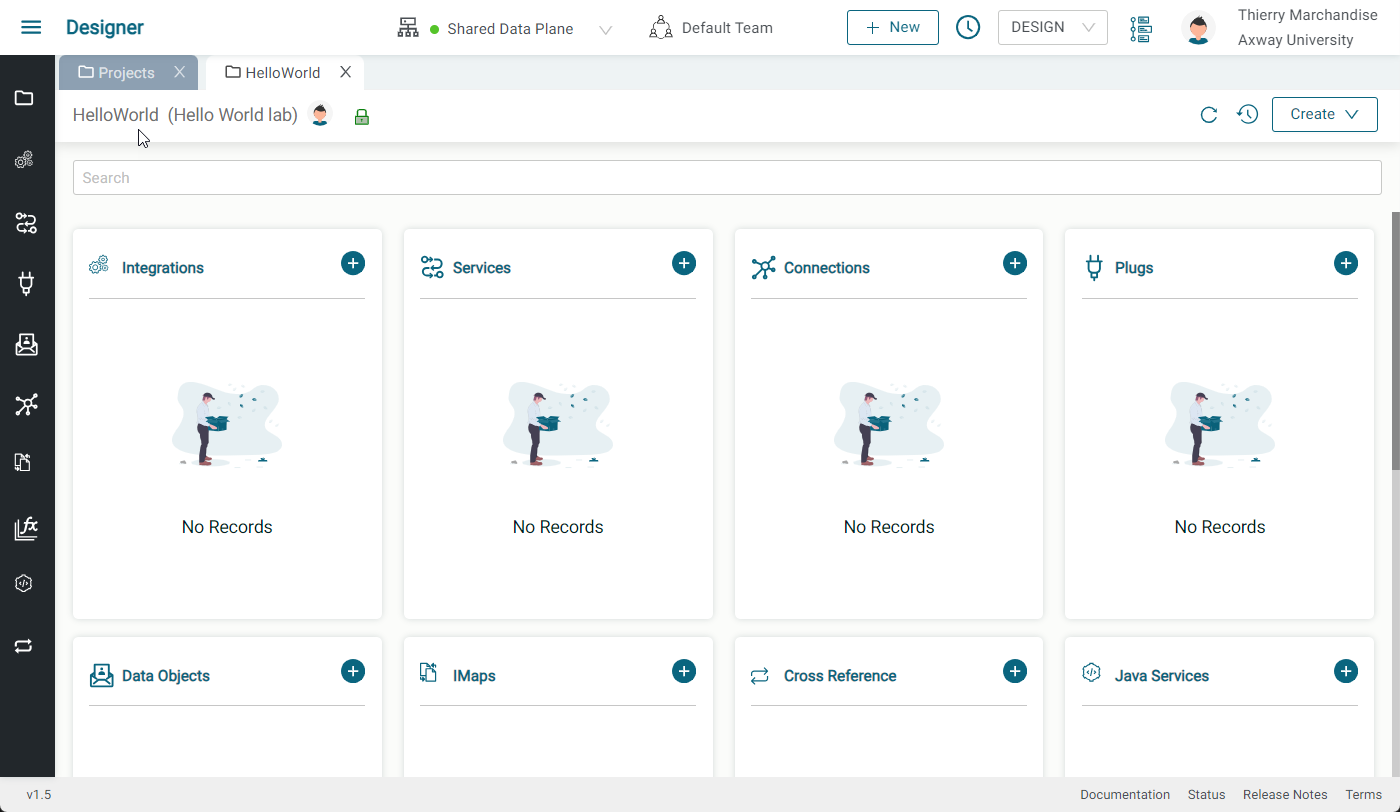 Designer
Shared Data Plane
Default Team
+ New
DESIGN
Thierry Marchandise
Axway University
Projects X
HelloWorld X
HelloWorld (Hello World lab)
Create
Search
Integrations
Services
Connections
Plugs
No Records
No Records
No Records
No Records
Data Objects
IMaps
Cross Reference
Java Services
v1.5
Documentation Status Release Notes Terms